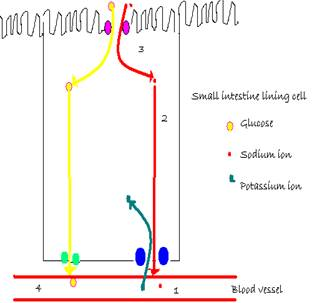 3
Small intestine lining cell
2
Glucose
Sodium ion
Potassium ion
4
1
Blood vessel